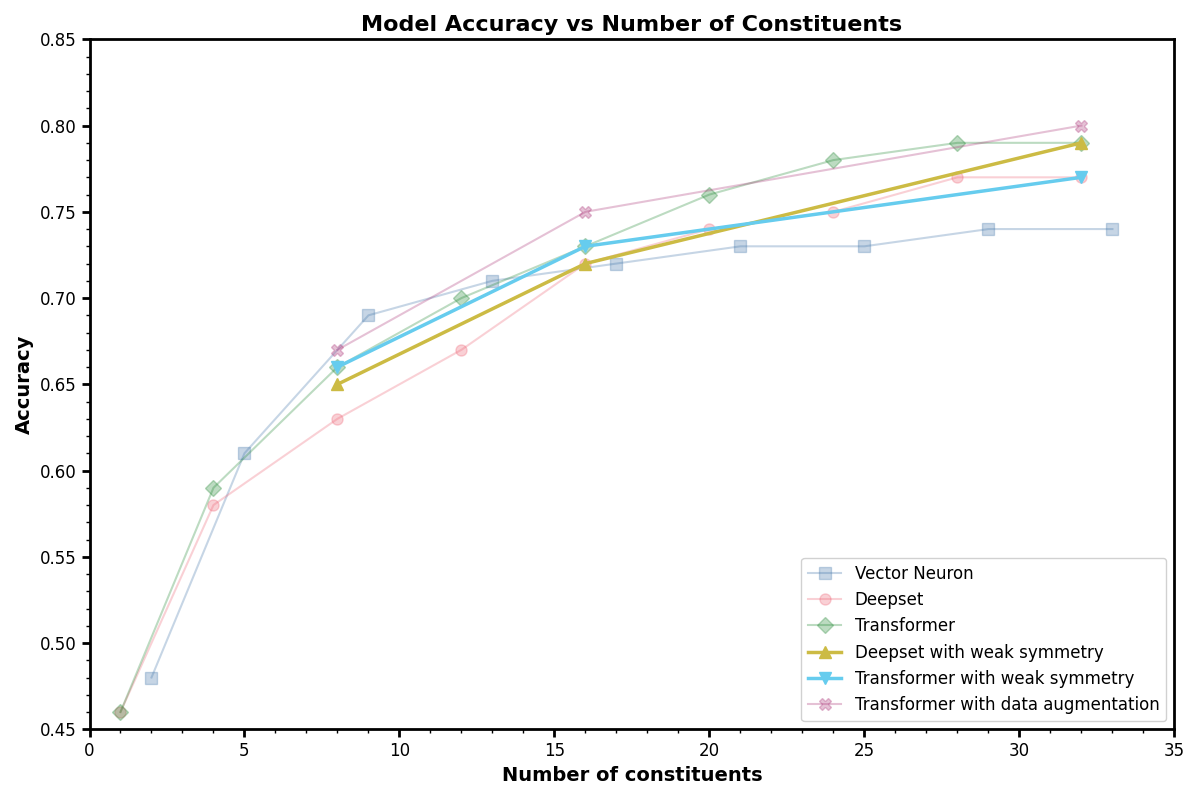 Model Accuracy vs Number of Constituents
0.85
0.80
0.75
0.70
0.65
0.60
0.55
0.50
0.45
Accuracy
0 5 10 15 20 25 30 35
Number of constituents
Vector Neuron
Deepset
Transformer
Deepset with weak symmetry
Transformer with weak symmetry
Transformer with data augmentation